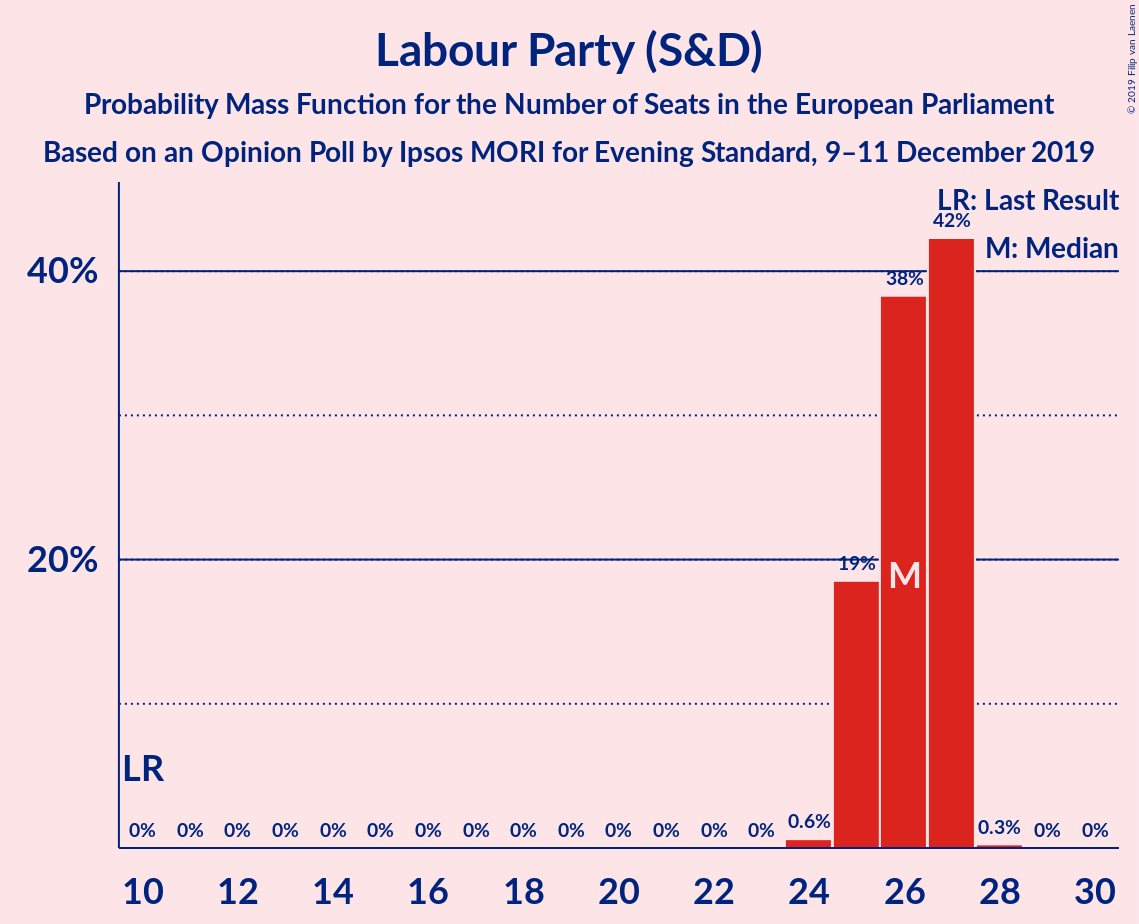 Labour Party (S&D)
Probability Mass Function for the Number of Seats in the European Parliament
Based on an Opinion Poll by Ipsos MORI for Evening Standard, 9–11 December 2019
© 2019 Filip van Laenen
LR: Last Result
M: Median
42%
40%
38%
20%
19%
M
LR
0% 0% 0% 0% 0% 0% 0% 0% 0% 0% 0% 0% 0% 0% 0.6% 0.3% 0% 0%
10 12 14 16 18 20 22 24 26 28 30